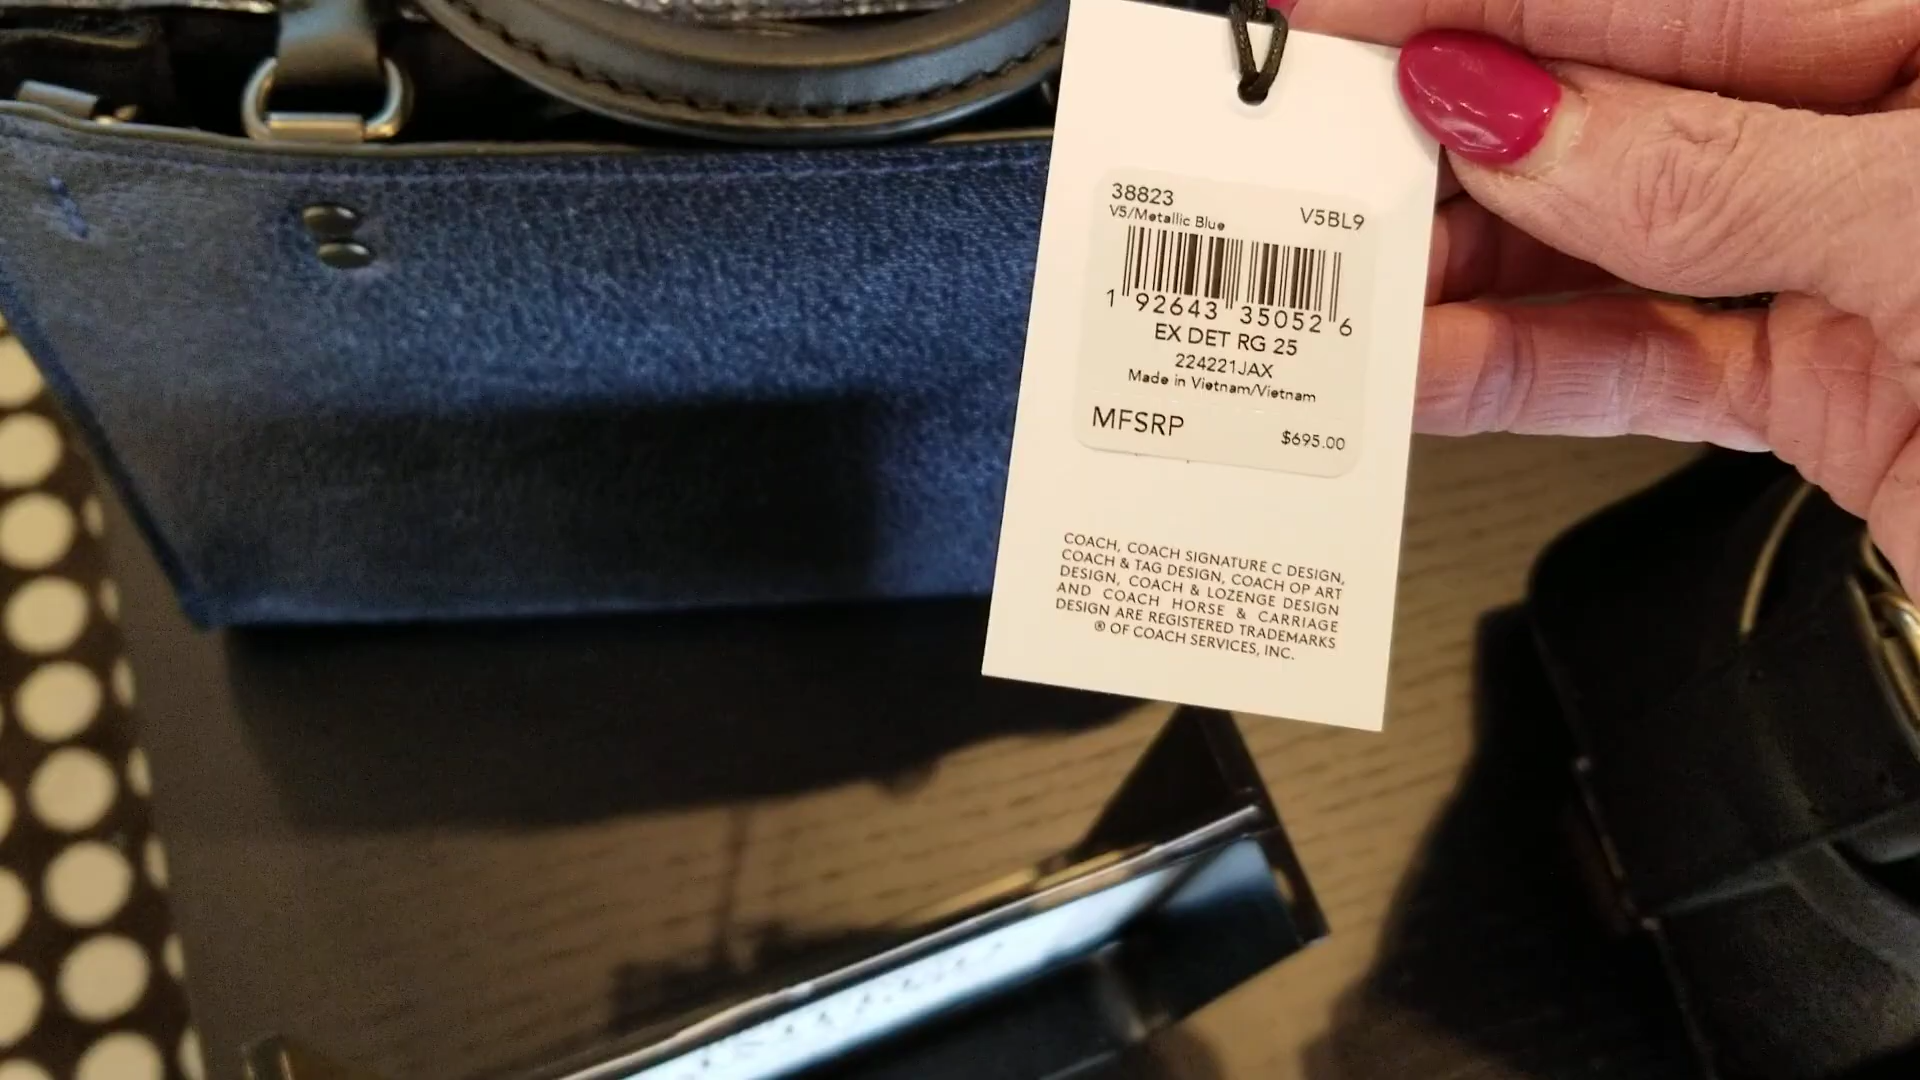 38823 V5BL9
V5/Metallic Blue
1 92643 35052 6
EX DET RG 25
224221JAX
Made in Vietnam/Vietnam
MFSRP $695.00
COACH, COACH SIGNATURE C DESIGN,
COACH & TAG DESIGN, COACH OP ART
DESIGN, COACH & LOZENGE DESIGN
AND COACH HORSE & CARRIAGE
DESIGN ARE REGISTERED TRADEMARKS
® OF COACH SERVICES, INC.